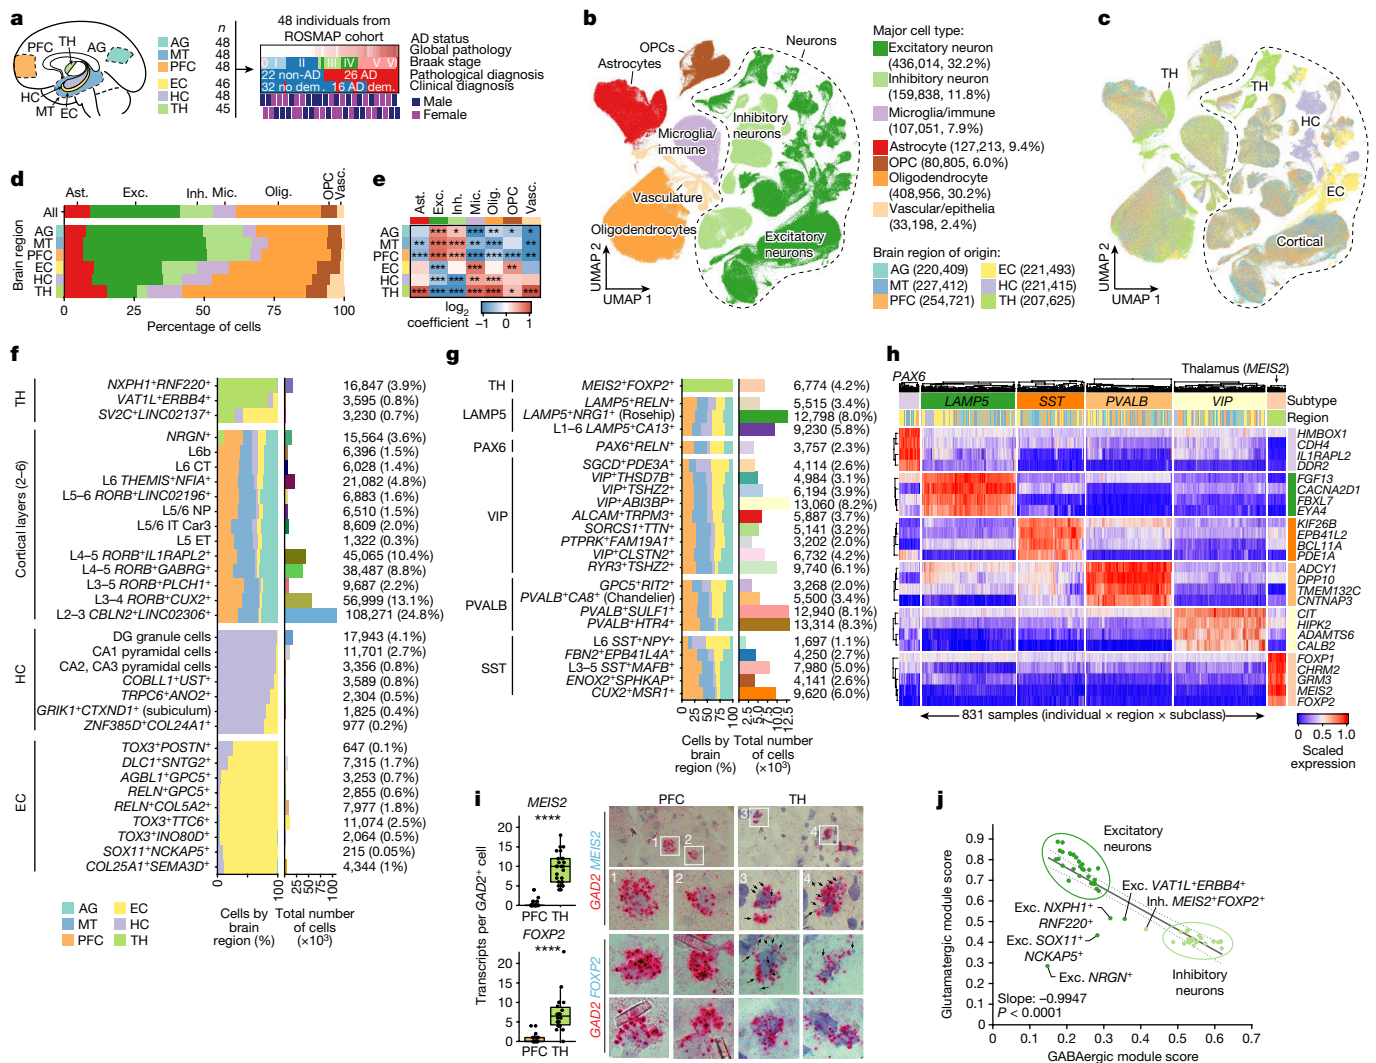 a
PFC
TH
AG
HC
MT
EC
AG
MT
PFC
EC
HC
TH
n
48
48
48
46
48
45
48 individuals from
ROSMAP cohort
AD status
Global pathology
Braak stage
Pathological diagnosis
Clinical diagnosis
0 I II III IV V VI
22 non-AD 26 AD
32 no dem. 16 AD dem.
Male
Female
b
OPCs
Neurons
Astrocytes
Microglia/
immune
Inhibitory
neurons
Vasculature
Oligodendrocytes
Excitatory
neurons
UMAP 2
UMAP 1
Major cell type:
Excitatory neuron
(436,014, 32.2%)
Inhibitory neuron
(159,838, 11.8%)
Microglia/immune
(107,051, 7.9%)
Astrocyte (127,213, 9.4%)
OPC (80,805, 6.0%)
Oligodendrocyte
(408,956, 30.2%)
Vascular/epithelia
(33,198, 2.4%)
Brain region of origin:
AG (220,409) EC (221,493)
MT (227,412) HC (221,415)
PFC (254,721) TH (207,625)
c
TH
TH
HC
EC
Cortical
UMAP 2
UMAP 1
d
Ast. Exc. Inh. Mic. Olig. OPC Vasc.
All
AG
MT
PFC
EC
HC
TH
Brain region
0 25 50 75 100
Percentage of cells
e
Ast. Exc. Inh. Mic. Olig. OPC Vasc.
AG *** * *** ** * *
MT ** *** *** ** *** **
PFC *** *** *** *** *** *** ***
EC *** *** **
HC *** *** *** ***
TH *** *** *** *** *** * ***
log2
coefficient
−1 0 1
f
TH
NXPH1+RNF220+ 16,847 (3.9%)
VAT1L+ERBB4+ 3,595 (0.8%)
SV2C+LINC02137+ 3,230 (0.7%)
Cortical layers (2–6)
NRGN+ 15,564 (3.6%)
L6b 6,396 (1.5%)
L6 CT 6,028 (1.4%)
L6 THEMIS+NFIA+ 21,082 (4.8%)
L5–6 RORB+LINC02196+ 6,883 (1.6%)
L5/6 NP 6,510 (1.5%)
L5/6 IT Car3 8,609 (2.0%)
L5 ET 1,322 (0.3%)
L4–5 RORB+IL1RAPL2+ 45,065 (10.4%)
L4–5 RORB+GABRG+ 38,487 (8.8%)
L3–5 RORB+PLCH1+ 9,687 (2.2%)
L3–4 RORB+CUX2+ 56,999 (13.1%)
L2–3 CBLN2+LINC02306+ 108,271 (24.8%)
HC
DG granule cells 17,943 (4.1%)
CA1 pyramidal cells 11,701 (2.7%)
CA2, CA3 pyramidal cells 3,356 (0.8%)
COBLL1+UST+ 3,589 (0.8%)
TRPC6+ANO2+ 2,304 (0.5%)
GRIK1+CTXND1+ (subiculum) 1,825 (0.4%)
ZNF385D+COL24A1+ 977 (0.2%)
EC
TOX3+POSTN+ 647 (0.1%)
DLC1+SNTG2+ 7,315 (1.7%)
AGBL1+GPC5+ 3,253 (0.7%)
RELN+GPC5+ 2,855 (0.6%)
RELN+COL5A2+ 7,977 (1.8%)
TOX3+TTC6+ 11,074 (2.5%)
TOX3+INO80D+ 2,064 (0.5%)
SOX11+NCKAP5+ 215 (0.05%)
COL25A1+SEMA3D+ 4,344 (1%)
0 100 0 25 50 75 100
AG EC
MT HC
PFC TH
Cells by
brain
region (%)
Total number
of cells
(×10³)
g
TH
MEIS2+FOXP2+ 6,774 (4.2%)
LAMP5
LAMP5+RELN+ 5,515 (3.4%)
LAMP5+NRG1+ (Rosehip) 12,798 (8.0%)
L1–6 LAMP5+CA13+ 9,230 (5.8%)
PAX6
PAX6+RELN+ 3,757 (2.3%)
VIP
SGCD+PDE3A+ 4,114 (2.6%)
VIP+THSD7B+ 4,984 (3.1%)
VIP+TSHZ2+ 6,194 (3.9%)
VIP+ABI3BP+ 13,060 (8.2%)
ALCAM+TRPM3+ 5,887 (3.7%)
SORCS1+TTN+ 5,141 (3.2%)
PTPRK+FAM19A1+ 3,202 (2.0%)
VIP+CLSTN2+ 6,732 (4.2%)
RYR3+TSHZ2+ 9,740 (6.1%)
PVALB
GPC5+RIT2+ 3,268 (2.0%)
PVALB+CA8+ (Chandelier) 5,500 (3.4%)
PVALB+SULF1+ 12,940 (8.1%)
PVALB+HTR4+ 13,314 (8.3%)
SST
L6 SST+NPY+ 1,697 (1.1%)
FBN2+EPB41L4A+ 4,250 (2.7%)
L3–5 SST+MAFB+ 7,980 (5.0%)
ENOX2+SPHKAP+ 4,141 (2.6%)
CUX2+MSR1+ 9,620 (6.0%)
0 25 50 75 100 2.5 5.0 7.5 10.0 12.5
Cells by
brain
region (%)
Total number
of cells
(×10³)
h
Thalamus (MEIS2)
PAX6
LAMP5 SST PVALB VIP
Subtype
Region
HMBOX1
CDH4
IL1RAPL2
DDR2
FGF13
CACNA2D1
FBXL7
EYA4
KIF26B
EPB41L2
BCL11A
PDE1A
ADCY1
DPP10
TMEM132C
CNTNAP3
CIT
HIPK2
ADAMTS6
CALB2
FOXP1
CHRM2
GRM3
MEIS2
FOXP2
831 samples (individual × region × subclass)
0 0.5 1.0
Scaled
expression
i
MEIS2
****
20
15
10
5
0
PFC TH
FOXP2
****
20
15
10
5
0
PFC TH
Transcripts per GAD2+ cell
PFC TH
GAD2 MEIS2
1 2 3 4
1 2 3 4
GAD2 FOXP2
j
Glutamatergic module score
0.9
0.8
0.7
0.6
0.5
0.4
0.3
0.2
0.1
0
Excitatory
neurons
Exc. VAT1L+ERBB4+
Inh. MEIS2+FOXP2+
Exc. NXPH1+
RNF220+
Exc. SOX11+
NCKAP5+
Exc. NRGN+
Inhibitory
neurons
Slope: −0.9947
P < 0.0001
0 0.1 0.2 0.3 0.4 0.5 0.6 0.7
GABAergic module score